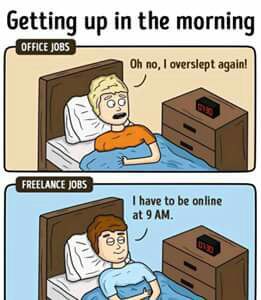 Getting up in the morning
OFFICE JOBS
Oh no, I overslept again!
FREELANCE JOBS
I have to be online
at 9 AM.